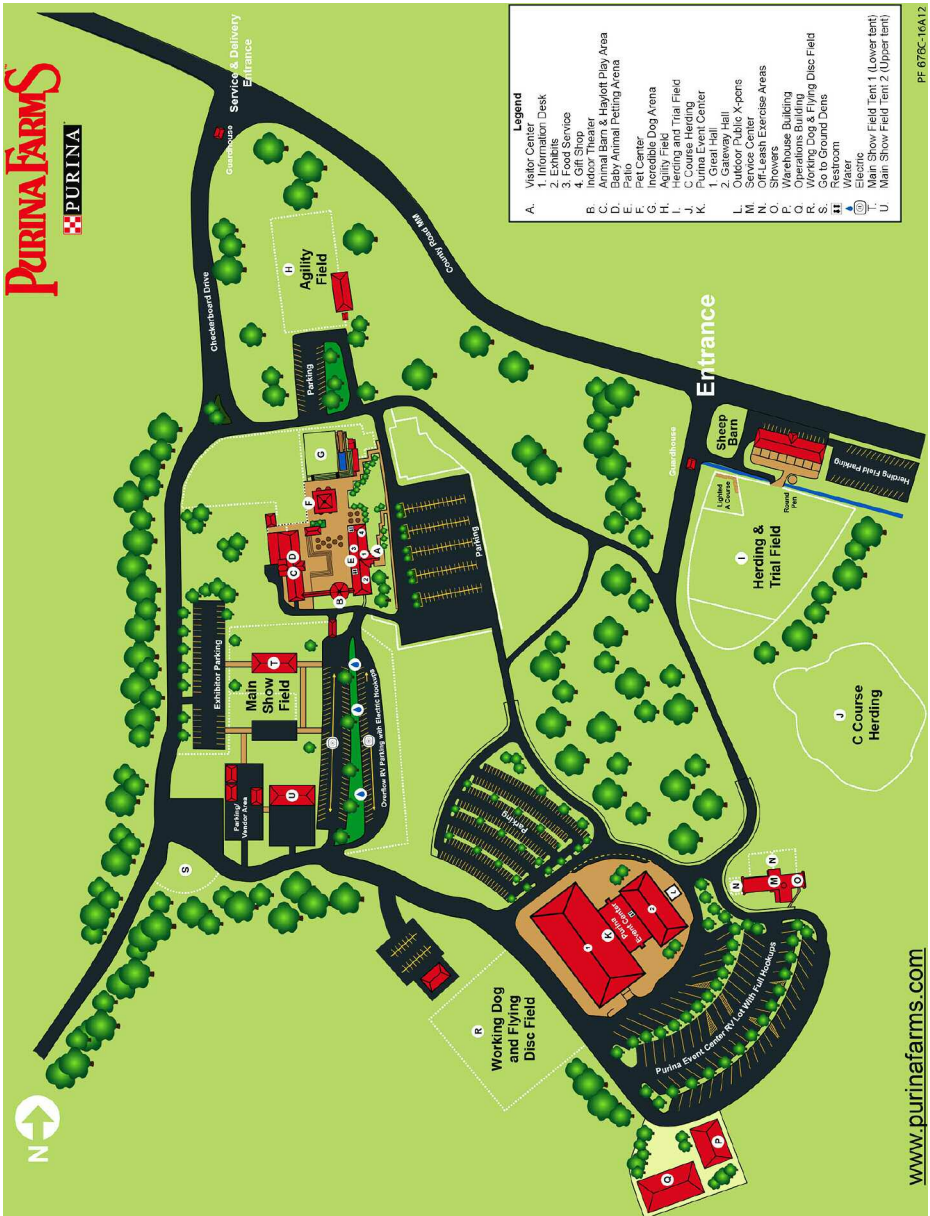 PURINA FARMS
PURINA
Service & Delivery
Entrance
Guardhouse
Checkerboard Drive
County Road MM
H
Agility
Field
Parking
G
F
D
C
E
3
4
1
2
A
B
Parking
Exhibitor Parking
T
Main
Show
Field
Overflow RV Parking with Electric Hookups
Parking/
Vendor Area
U
S
Entrance
Guardhouse
Sheep
Barn
Herding Field Parking
Lighted
A Course
Round
Pen
I
Herding &
Trial Field
J
C Course
Herding
Parking
1
K
Purina
Event Center
2
L
N
N
M
O
Purina Event Center RV Lot With Full Hookups
R
Working Dog
and Flying
Disc Field
Q
P
N
Legend
A. Visitor Center
1. Information Desk
2. Exhibits
3. Food Service
4. Gift Shop
B. Indoor Theater
C. Animal Barn & Hayloft Play Area
D. Baby Animal Petting Arena
E. Patio
F. Pet Center
G. Incredible Dog Arena
H. Agility Field
I. Herding and Trial Field
J. C Course Herding
K. Purina Event Center
1. Great Hall
2. Gateway Hall
L. Outdoor Public X-pens
M. Service Center
N. Off-Leash Exercise Areas
O. Showers
P. Warehouse Building
Q. Operations Building
R. Working Dog & Flying Disc Field
S. Go to Ground Dens
Restroom
Water
Electric
T. Main Show Field Tent 1 (Lower tent)
U. Main Show Field Tent 2 (Upper tent)
PF 676C-16A12
www.purinafarms.com